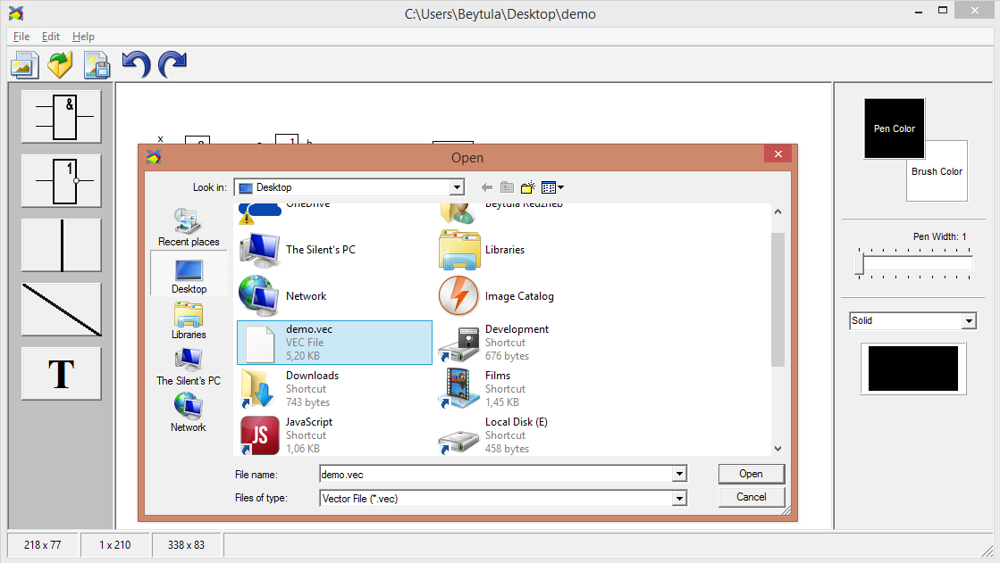 C:\Users\Beytula\Desktop\demo
File Edit Help
&
1
T
x
1
Open
Look in: Desktop
Recent places
Desktop
Libraries
The Silent's PC
Network
OneDrive
Beytula Redzheb
The Silent's PC
Libraries
Network
Image Catalog
demo.vec
VEC File
5,20 KB
Development
Shortcut
676 bytes
Downloads
Shortcut
743 bytes
Films
Shortcut
1,45 KB
JS
JavaScript
Shortcut
1,06 KB
Local Disk (E)
Shortcut
458 bytes
File name: demo.vec
Open
Files of type: Vector File (*.vec)
Cancel
Pen Color
Brush Color
Pen Width: 1
Solid
218 x 77
1 x 210
338 x 83